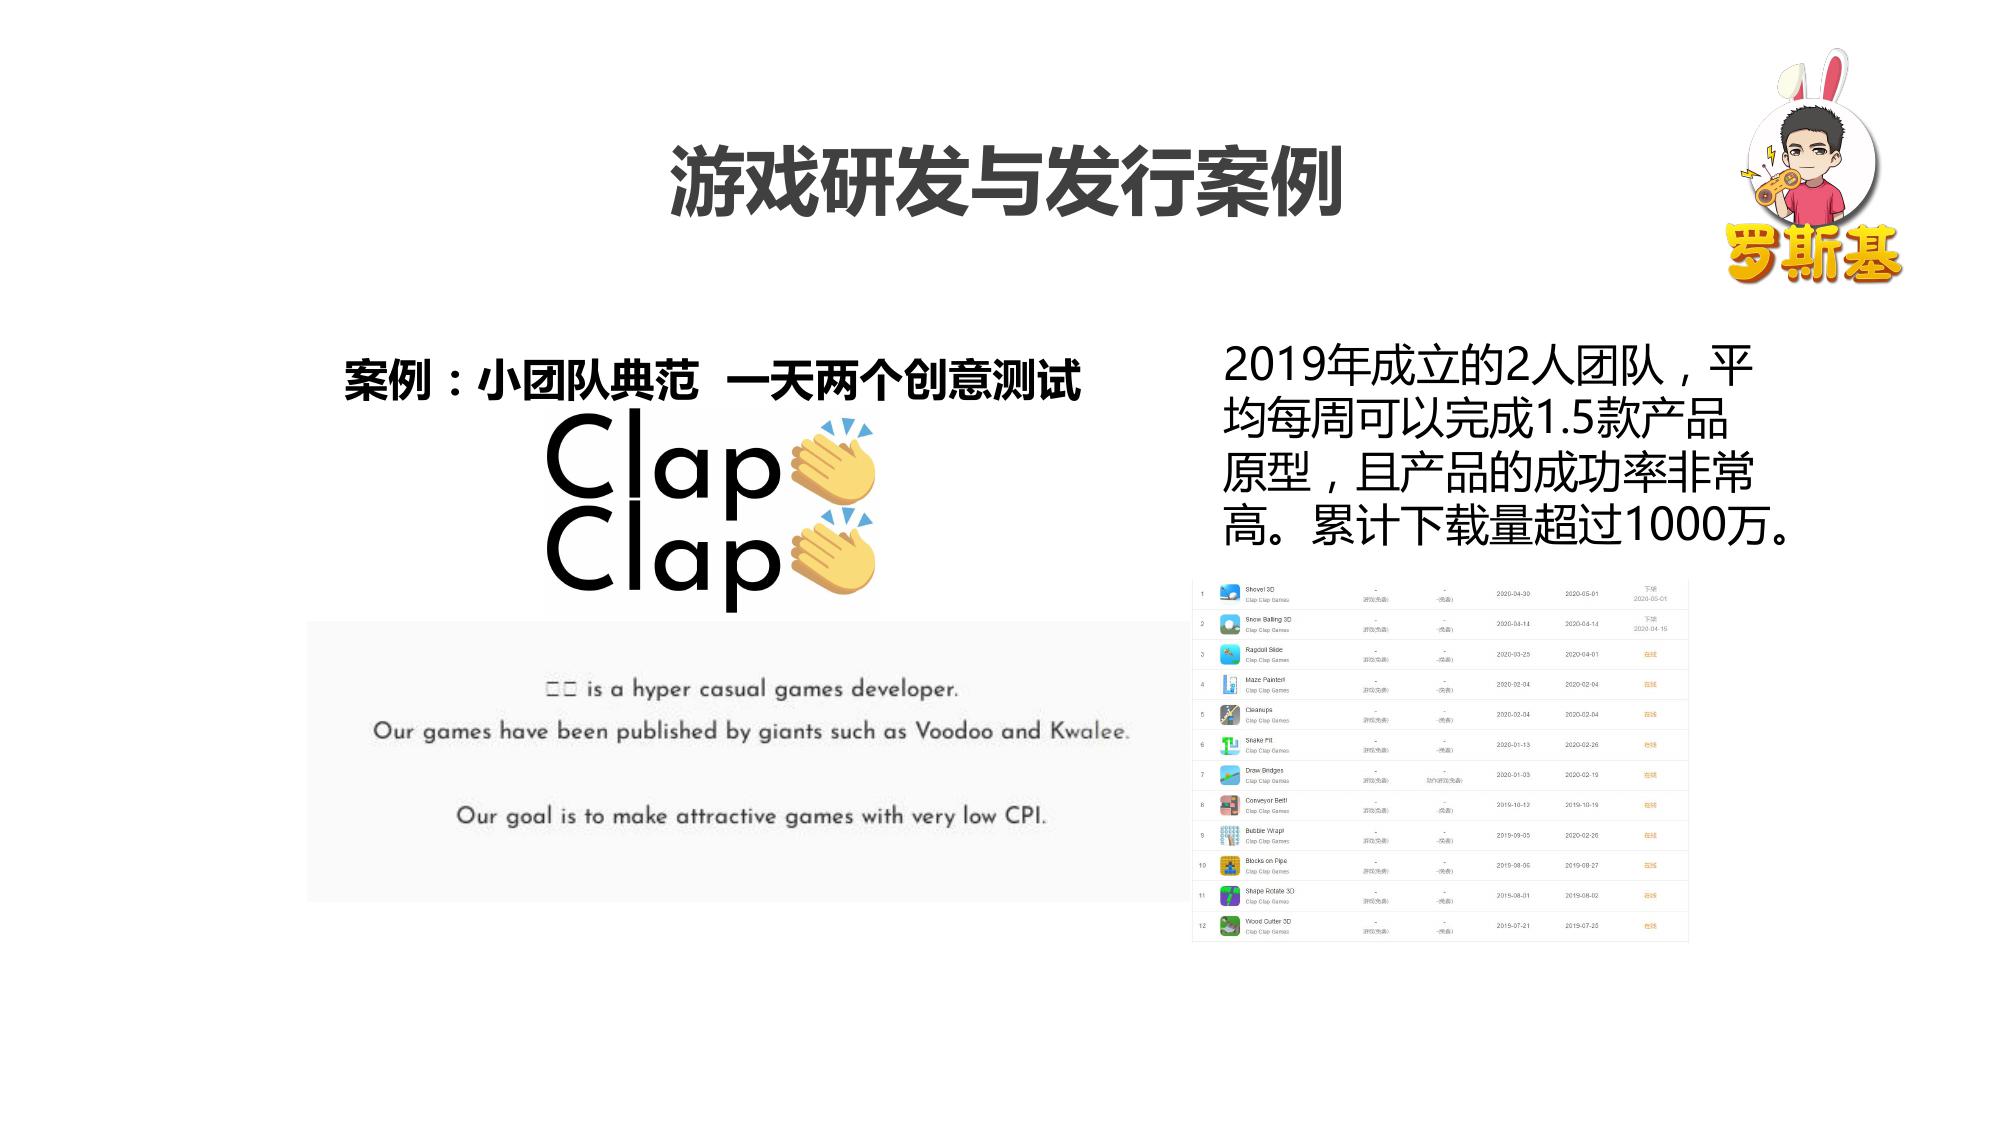 游戏研发与发行案例
罗斯基
案例：小团队典范 一天两个创意测试
Clap👏
Clap👏
□□ is a hyper casual games developer.
Our games have been published by giants such as Voodoo and Kwalee.
Our goal is to make attractive games with very low CPI.
2019年成立的2人团队，平
均每周可以完成1.5款产品
原型，且产品的成功率非常
高。累计下载量超过1000万。
1 Shovel 3D - - 2020-04-30 2020-05-01 下架
Clap Clap Games 游戏(免费) -(免费) 2020-05-01
2 Snow Balling 3D - - 2020-04-14 2020-04-14 下架
Clap Clap Games 游戏(免费) -(免费) 2020-04-15
3 Ragdoll Slide - - 2020-03-25 2020-04-01 在线
Clap Clap Games 游戏(免费) -(免费)
4 Maze Painter! - - 2020-02-04 2020-02-04 在线
Clap Clap Games 游戏(免费) -(免费)
5 Cleanups - - 2020-02-04 2020-02-04 在线
Clap Clap Games 游戏(免费) -(免费)
6 Snake Fit - - 2020-01-13 2020-02-26 在线
Clap Clap Games 游戏(免费) -(免费)
7 Draw Bridges - - 2020-01-03 2020-02-19 在线
Clap Clap Games 游戏(免费) 动作游戏(免费)
8 Conveyor Belt! - - 2019-10-12 2019-10-19 在线
Clap Clap Games 游戏(免费) -(免费)
9 Bubble Wrap! - - 2019-09-05 2020-02-26 在线
Clap Clap Games 游戏(免费) -(免费)
10 Blocks on Pipe - - 2019-08-06 2019-08-27 在线
Clap Clap Games 游戏(免费) -(免费)
11 Shape Rotate 3D - - 2019-08-01 2019-08-02 在线
Clap Clap Games 游戏(免费) -(免费)
12 Wood Cutter 3D - - 2019-07-21 2019-07-25 在线
Clap Clap Games 游戏(免费) -(免费)